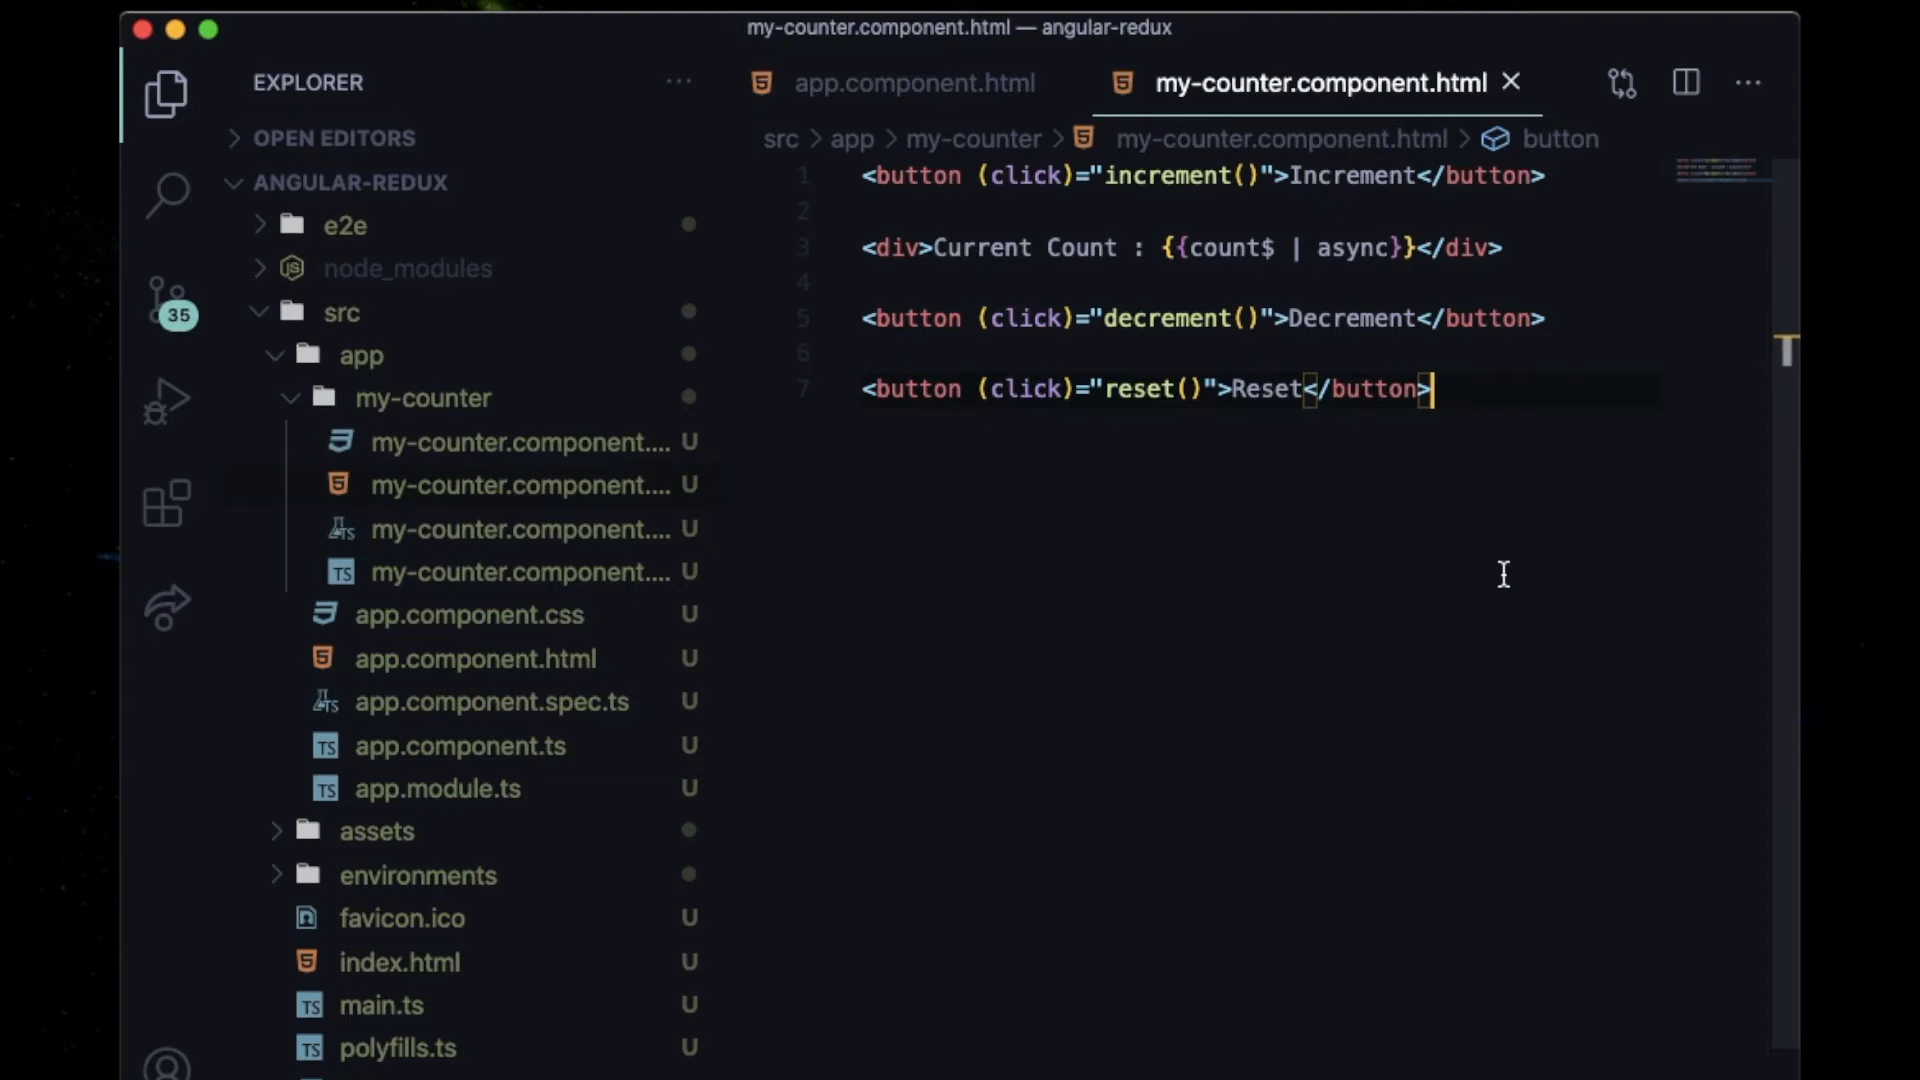 my-counter.component.html — angular-redux
EXPLORER
app.component.html
my-counter.component.html
OPEN EDITORS
src > app > my-counter > my-counter.component.html > button
ANGULAR-REDUX
e2e
node_modules
src
35
app
my-counter
my-counter.component.... U
my-counter.component.... U
my-counter.component.... U
TS my-counter.component.... U
app.component.css U
app.component.html U
app.component.spec.ts U
TS app.component.ts U
TS app.module.ts U
assets
environments
favicon.ico U
index.html U
TS main.ts U
TS polyfills.ts U
1 <button (click)="increment()">Increment</button>
2
3 <div>Current Count : {{count$ | async}}</div>
4
5 <button (click)="decrement()">Decrement</button>
6
7 <button (click)="reset()">Reset</button>